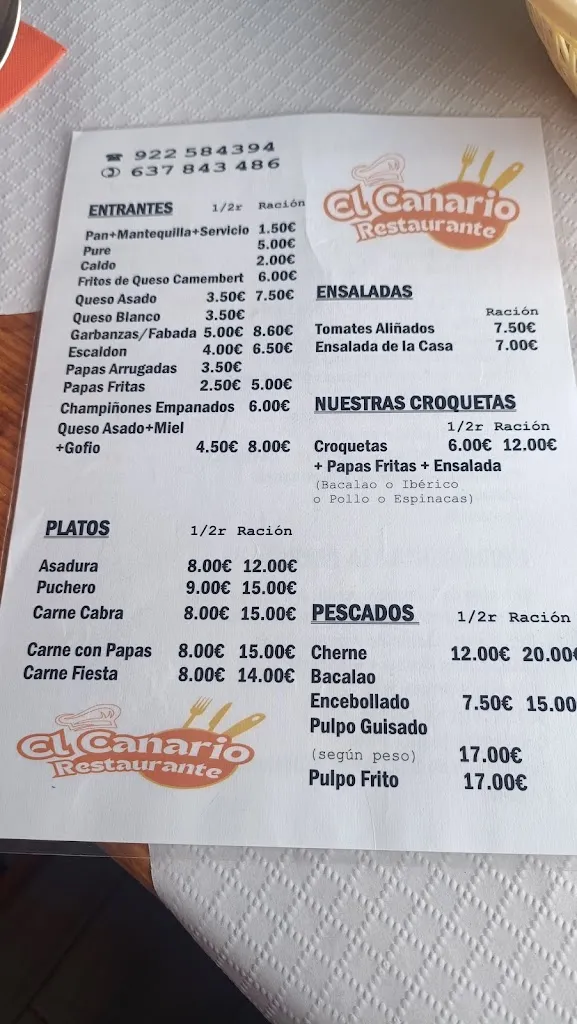 ☎ 922 584394
✆ 637 843 486
El Canario
Restaurante
ENTRANTES 1/2r Ración
Pan+Mantequilla+Servicio 1.50€
Pure 5.00€
Caldo 2.00€
Fritos de Queso Camembert 6.00€
Queso Asado 3.50€ 7.50€
Queso Blanco 3.50€
Garbanzas/Fabada 5.00€ 8.60€
Escaldon 4.00€ 6.50€
Papas Arrugadas 3.50€
Papas Fritas 2.50€ 5.00€
Champiñones Empanados 6.00€
Queso Asado+Miel
+Gofio 4.50€ 8.00€
PLATOS 1/2r Ración
Asadura 8.00€ 12.00€
Puchero 9.00€ 15.00€
Carne Cabra 8.00€ 15.00€
Carne con Papas 8.00€ 15.00€
Carne Fiesta 8.00€ 14.00€
El Canario
Restaurante
ENSALADAS
Ración
Tomates Aliñados 7.50€
Ensalada de la Casa 7.00€
NUESTRAS CROQUETAS
1/2r Ración
Croquetas 6.00€ 12.00€
+ Papas Fritas + Ensalada
(Bacalao o Ibérico
o Pollo o Espinacas)
PESCADOS 1/2r Ración
Cherne 12.00€ 20.00€
Bacalao
Encebollado 7.50€ 15.00
Pulpo Guisado
(según peso) 17.00€
Pulpo Frito 17.00€